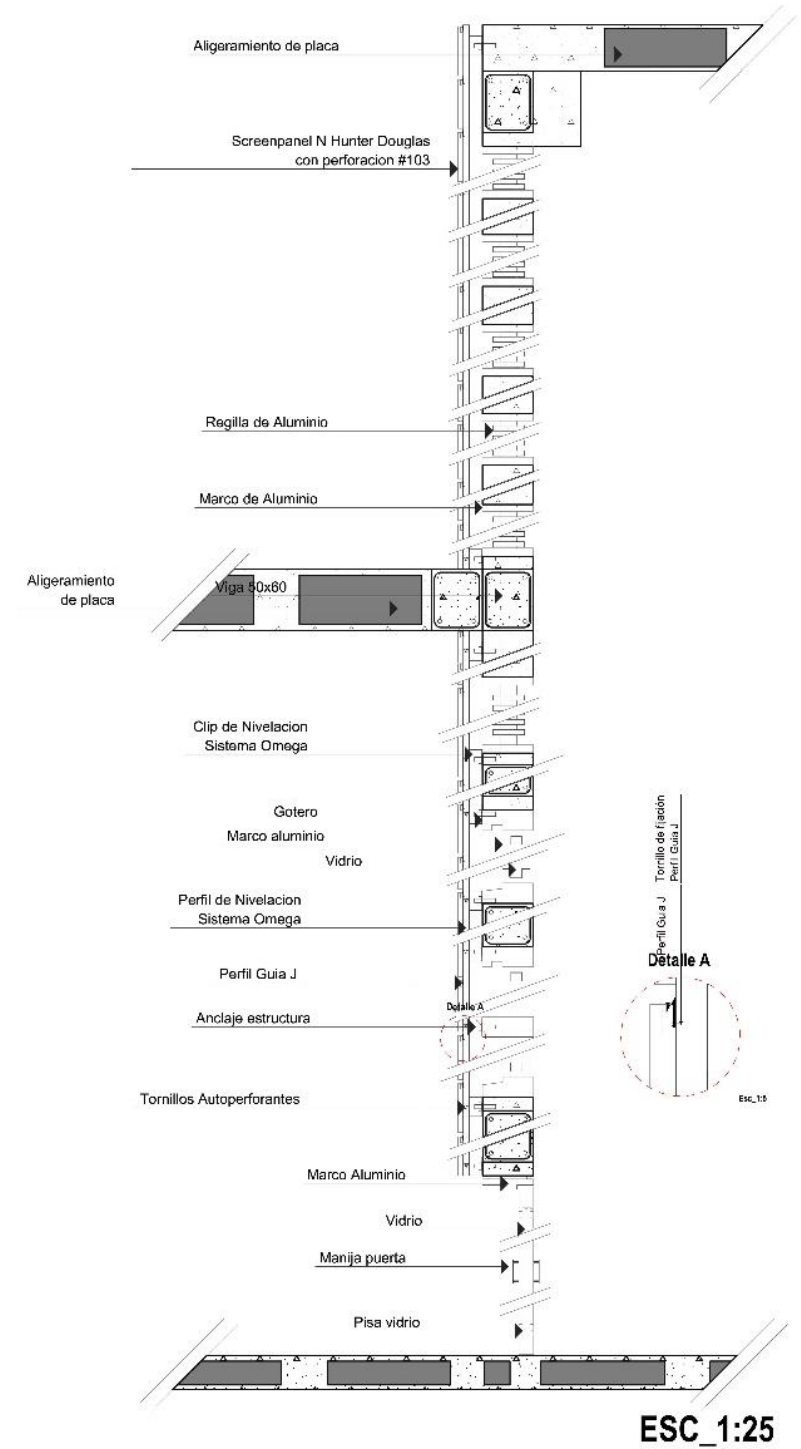 Aligeramiento de placa
Screenpanel N Hunter Douglas
con perforacion #103
Regilla de Aluminio
Marco de Aluminio
Aligeramiento
de placa
Viga 50x60
Clip de Nivelacion
Sistema Omega
Gotero
Marco aluminio
Vidrio
Perfil de Nivelacion
Sistema Omega
Perfil Guia J
Detalle A
Anclaje estructura
Tornillos Autoperforantes
Marco Aluminio
Vidrio
Manija puerta
Pisa vidrio
Tornillo de fijación
Perfil Guia J
Perfil Guia J
Detalle A
Esc_1:5
ESC_1:25